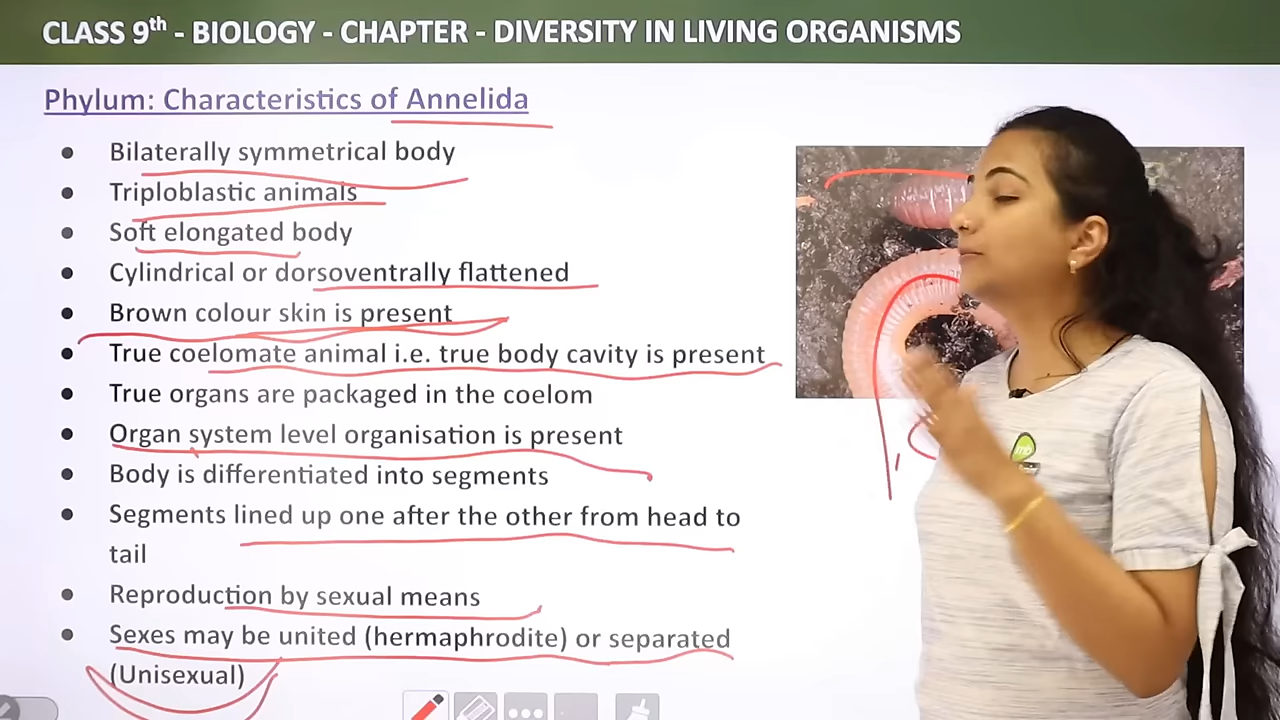 CLASS 9th - BIOLOGY - CHAPTER - DIVERSITY IN LIVING ORGANISMS
Phylum: Characteristics of Annelida
● Bilaterally symmetrical body
● Triploblastic animals
● Soft elongated body
● Cylindrical or dorsoventrally flattened
● Brown colour skin is present
● True coelomate animal i.e. true body cavity is present
● True organs are packaged in the coelom
● Organ system level organisation is present
● Body is differentiated into segments
● Segments lined up one after the other from head to
tail
● Reproduction by sexual means
● Sexes may be united (hermaphrodite) or separated
(Unisexual)